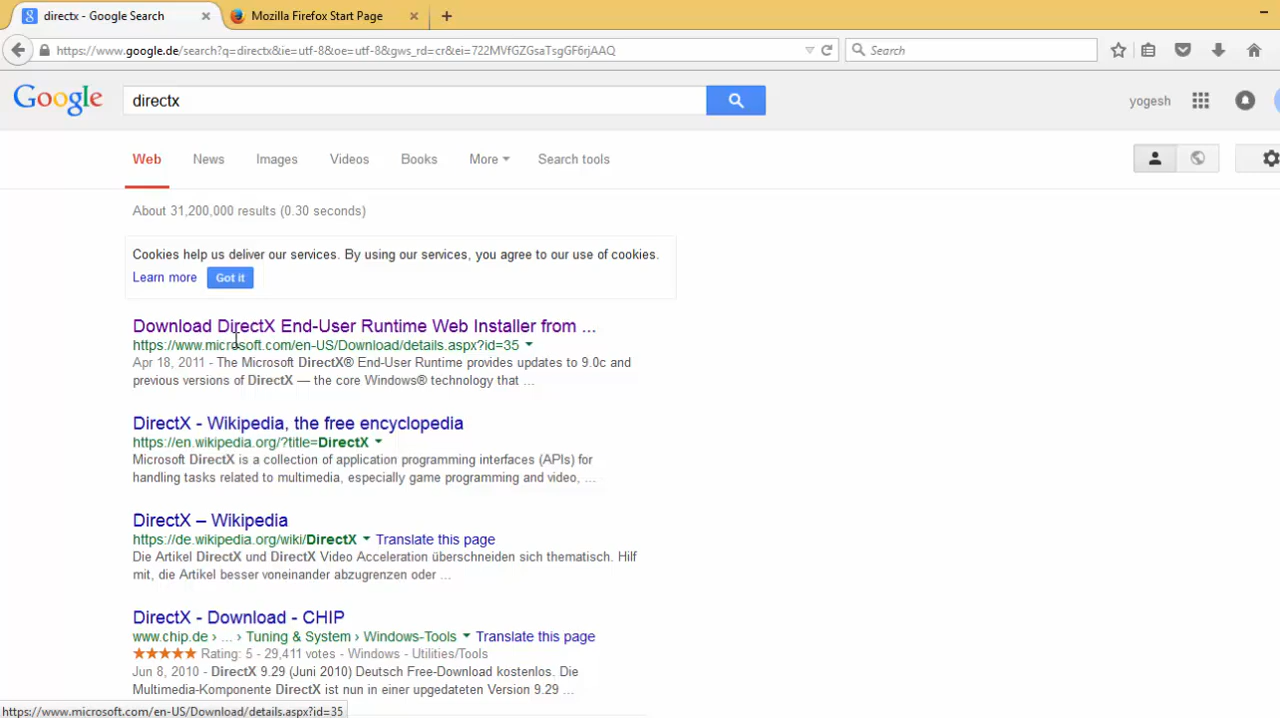 directx - Google Search
Mozilla Firefox Start Page
https://www.google.de/search?q=directx&ie=utf-8&oe=utf-8&gws_rd=cr&ei=722MVfGZGsaTsgGF6rjAAQ
Search
Google
directx
yogesh
Web News Images Videos Books More Search tools
About 31,200,000 results (0.30 seconds)
Cookies help us deliver our services. By using our services, you agree to our use of cookies.
Learn more Got it
Download DirectX End-User Runtime Web Installer from ...
https://www.microsoft.com/en-US/Download/details.aspx?id=35
Apr 18, 2011 - The Microsoft DirectX® End-User Runtime provides updates to 9.0c and
previous versions of DirectX — the core Windows® technology that ...
DirectX - Wikipedia, the free encyclopedia
https://en.wikipedia.org/?title=DirectX
Microsoft DirectX is a collection of application programming interfaces (APIs) for
handling tasks related to multimedia, especially game programming and video, ...
DirectX – Wikipedia
https://de.wikipedia.org/wiki/DirectX Translate this page
Die Artikel DirectX und DirectX Video Acceleration überschneiden sich thematisch. Hilf
mit, die Artikel besser voneinander abzugrenzen oder ...
DirectX - Download - CHIP
www.chip.de › ... › Tuning & System › Windows-Tools Translate this page
Rating: 5 - 29,411 votes - Windows - Utilities/Tools
Jun 8, 2010 - DirectX 9.29 (Juni 2010) Deutsch Free-Download kostenlos. Die
Multimedia-Komponente DirectX ist nun in einer upgedateten Version 9.29 ...
https://www.microsoft.com/en-US/Download/details.aspx?id=35